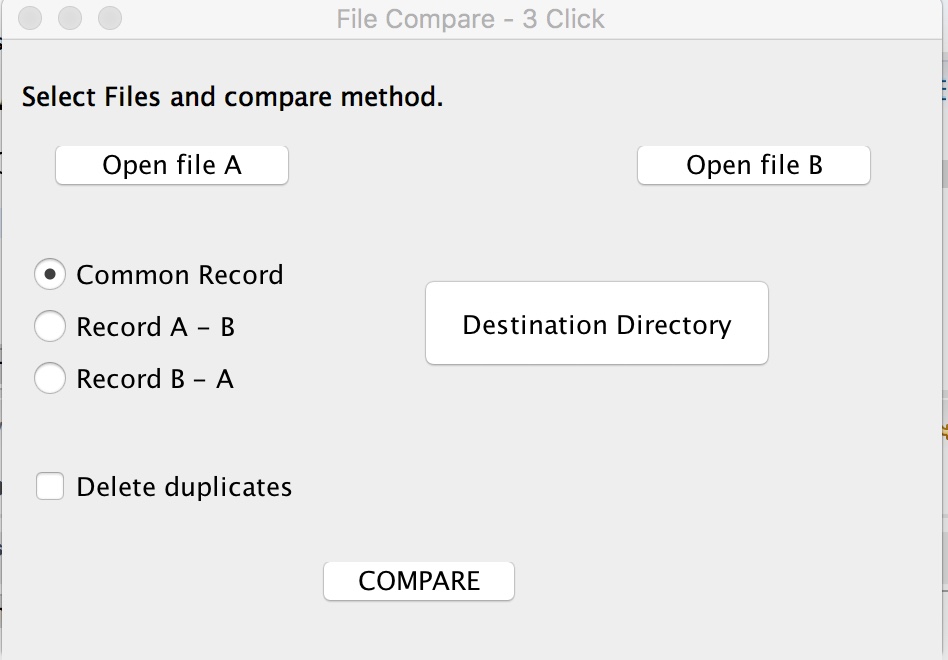 File Compare - 3 Click
Select Files and compare method.
Open file A
Open file B
Common Record
Record A - B
Destination Directory
Record B - A
Delete duplicates
COMPARE